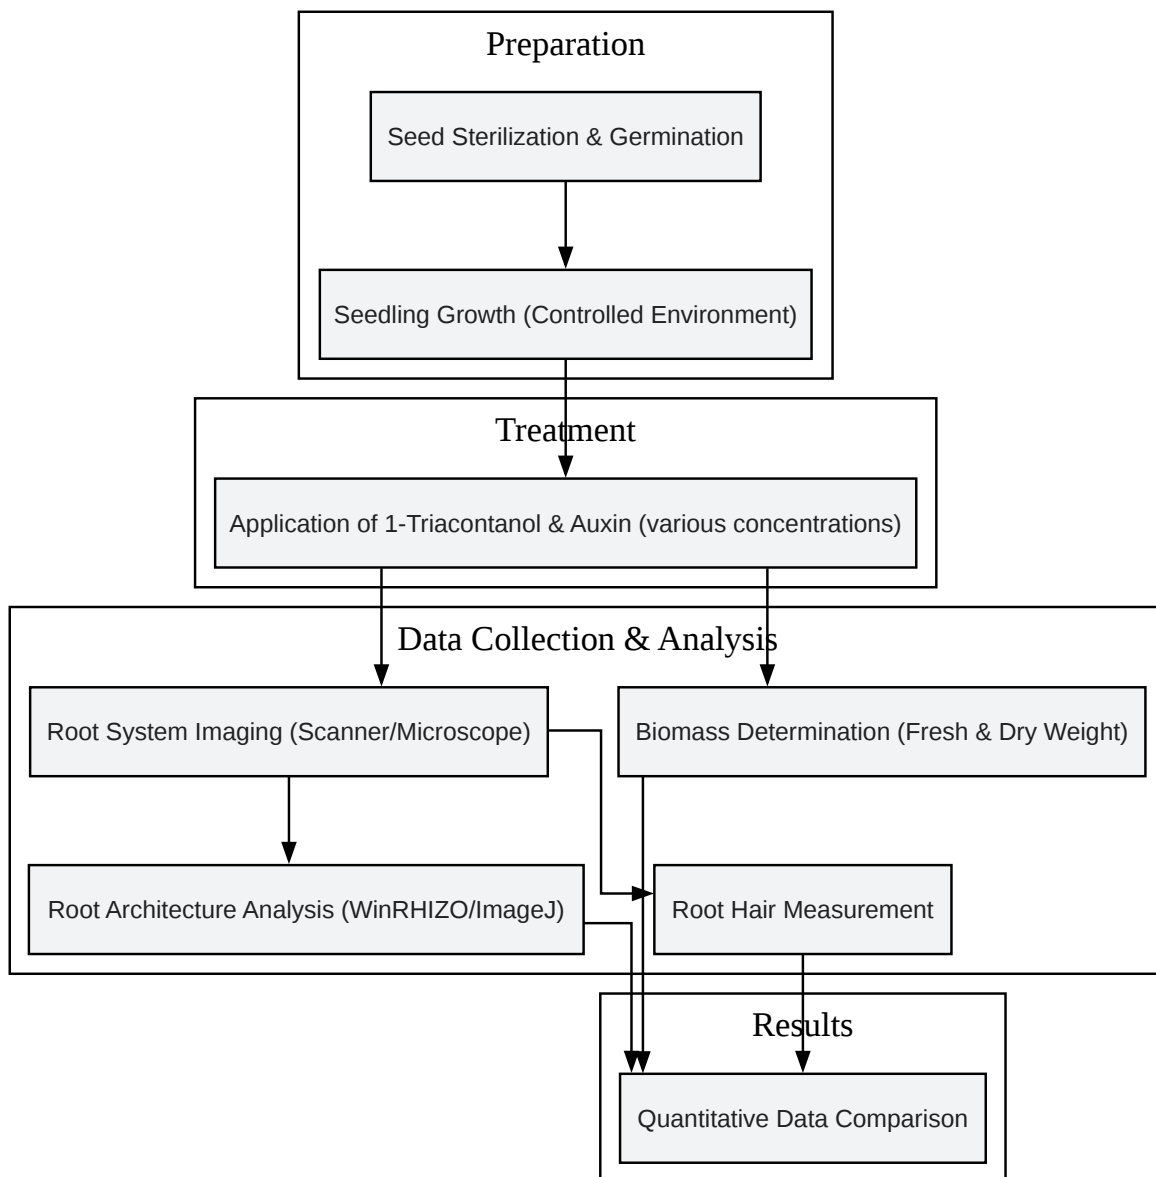 Preparation
Seed Sterilization & Germination
Seedling Growth (Controlled Environment)
Treatment
Application of 1-Triacontanol & Auxin (various concentrations)
Data Collection & Analysis
Root System Imaging (Scanner/Microscope)
Biomass Determination (Fresh & Dry Weight)
Root Architecture Analysis (WinRHIZO/ImageJ)
Root Hair Measurement
Results
Quantitative Data Comparison